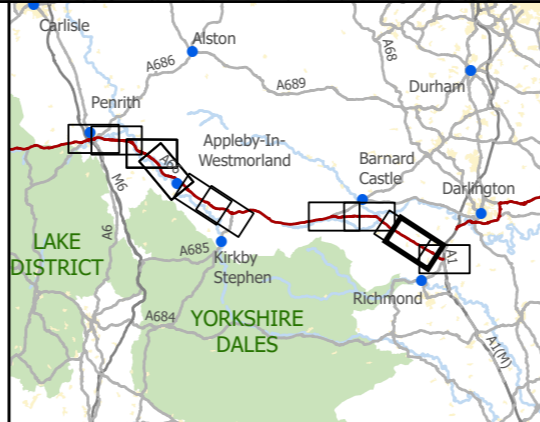 Carlisle
Alston
A686
A68
A689
Durham
Penrith
Appleby-In-
Westmorland
Barnard
Castle
Darlington
A66
M6
A6
LAKE
DISTRICT
A685
Kirkby
Stephen
A1
Richmond
A684
YORKSHIRE
DALES
A1(M)